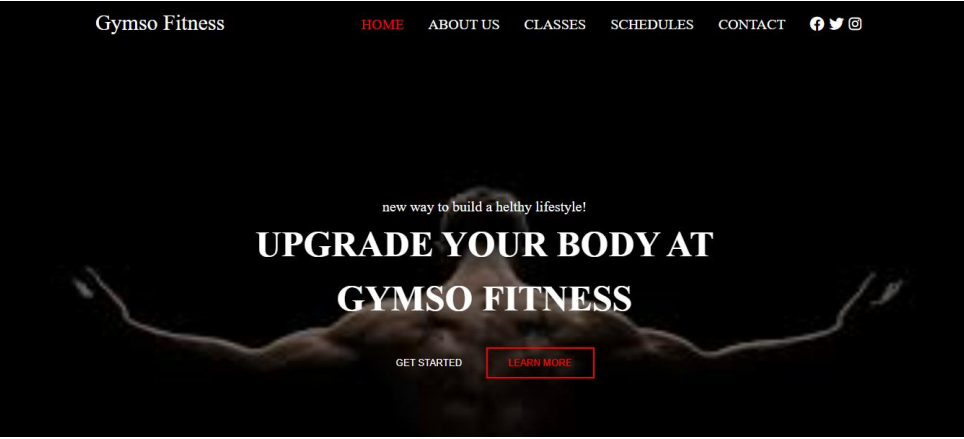 Gymso Fitness
HOME ABOUT US CLASSES SCHEDULES CONTACT
new way to build a helthy lifestyle!
UPGRADE YOUR BODY AT
GYMSO FITNESS
GET STARTED LEARN MORE